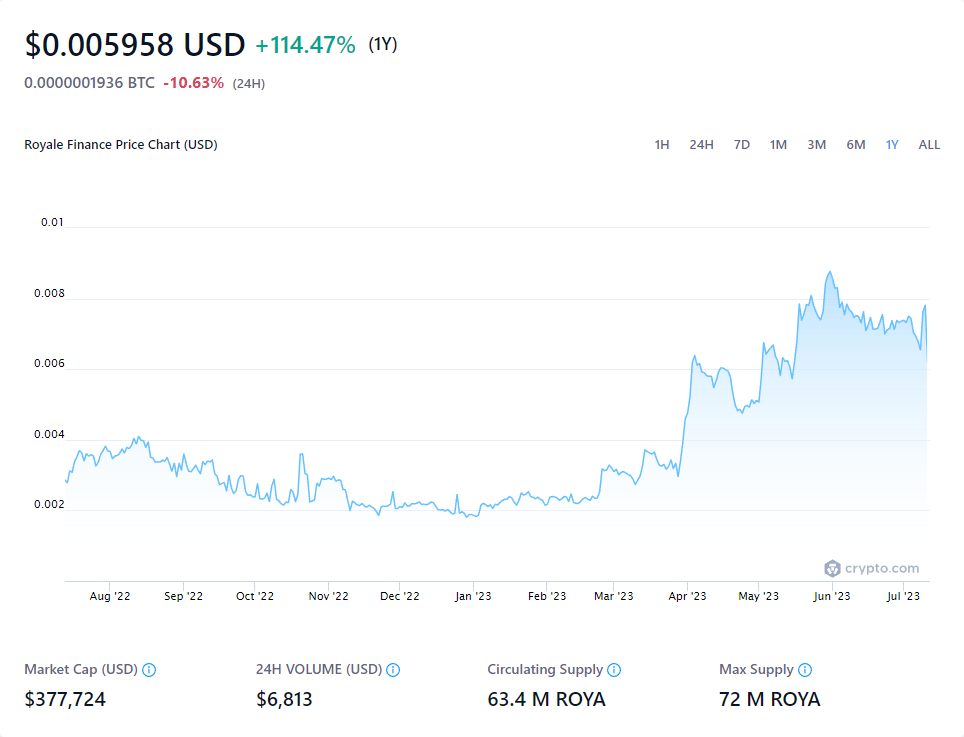 $0.005958 USD +114.47% (1Y)
0.0000001936 BTC -10.63% (24H)
Royale Finance Price Chart (USD) 1H 24H 7D 1M 3M 6M 1Y ALL
0.01
0.008
0.006
0.004
0.002
crypto.com
Aug '22 Sep '22 Oct '22 Nov '22 Dec '22 Jan '23 Feb '23 Mar '23 Apr '23 May '23 Jun '23 Jul '23
Market Cap (USD) 24H VOLUME (USD) Circulating Supply Max Supply
$377,724 $6,813 63.4 M ROYA 72 M ROYA